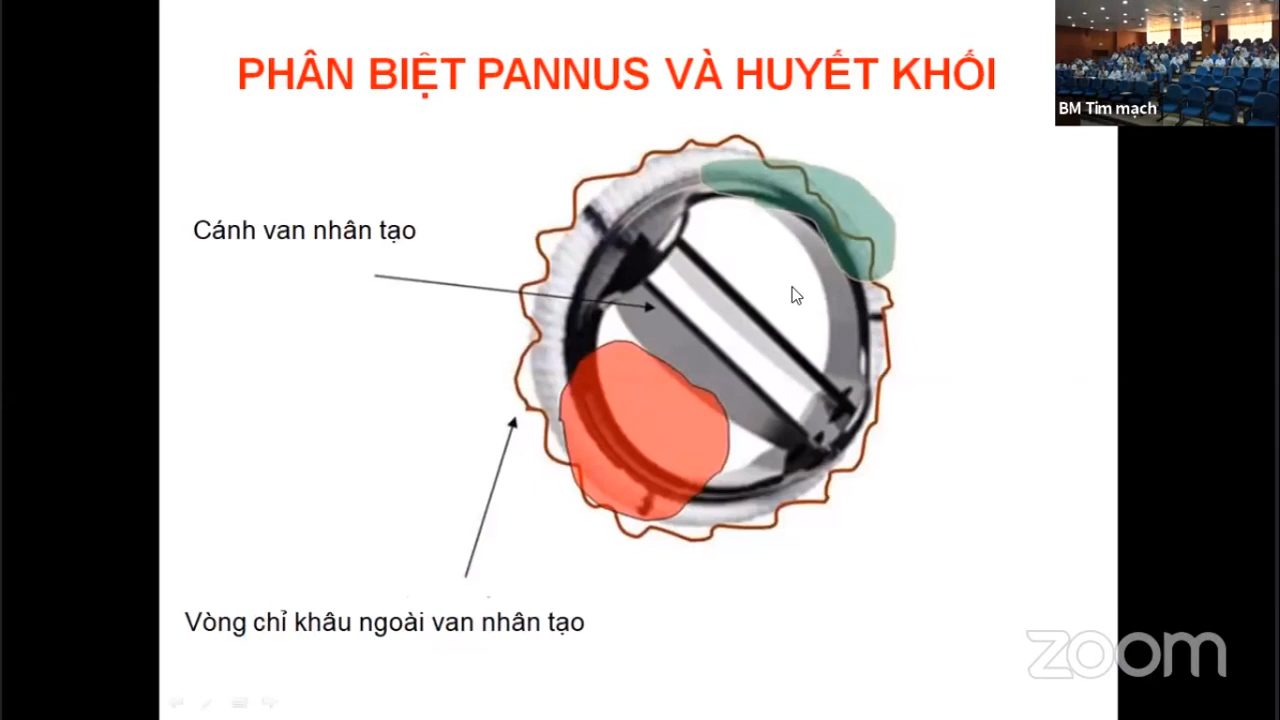 PHÂN BIỆT PANNUS VÀ HUYẾT KHỐI
BM Tim mạch
Cánh van nhân tạo
Vòng chỉ khâu ngoài van nhân tạo
zoom